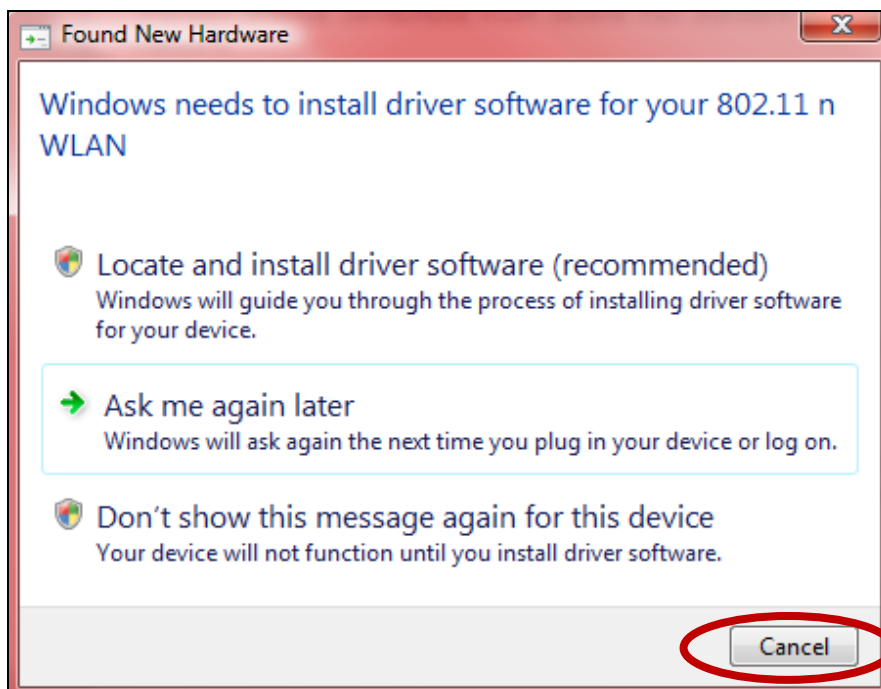 Found New Hardware
Windows needs to install driver software for your 802.11 n
WLAN
Locate and install driver software (recommended)
Windows will guide you through the process of installing driver software
for your device.
Ask me again later
Windows will ask again the next time you plug in your device or log on.
Don't show this message again for this device
Your device will not function until you install driver software.
Cancel